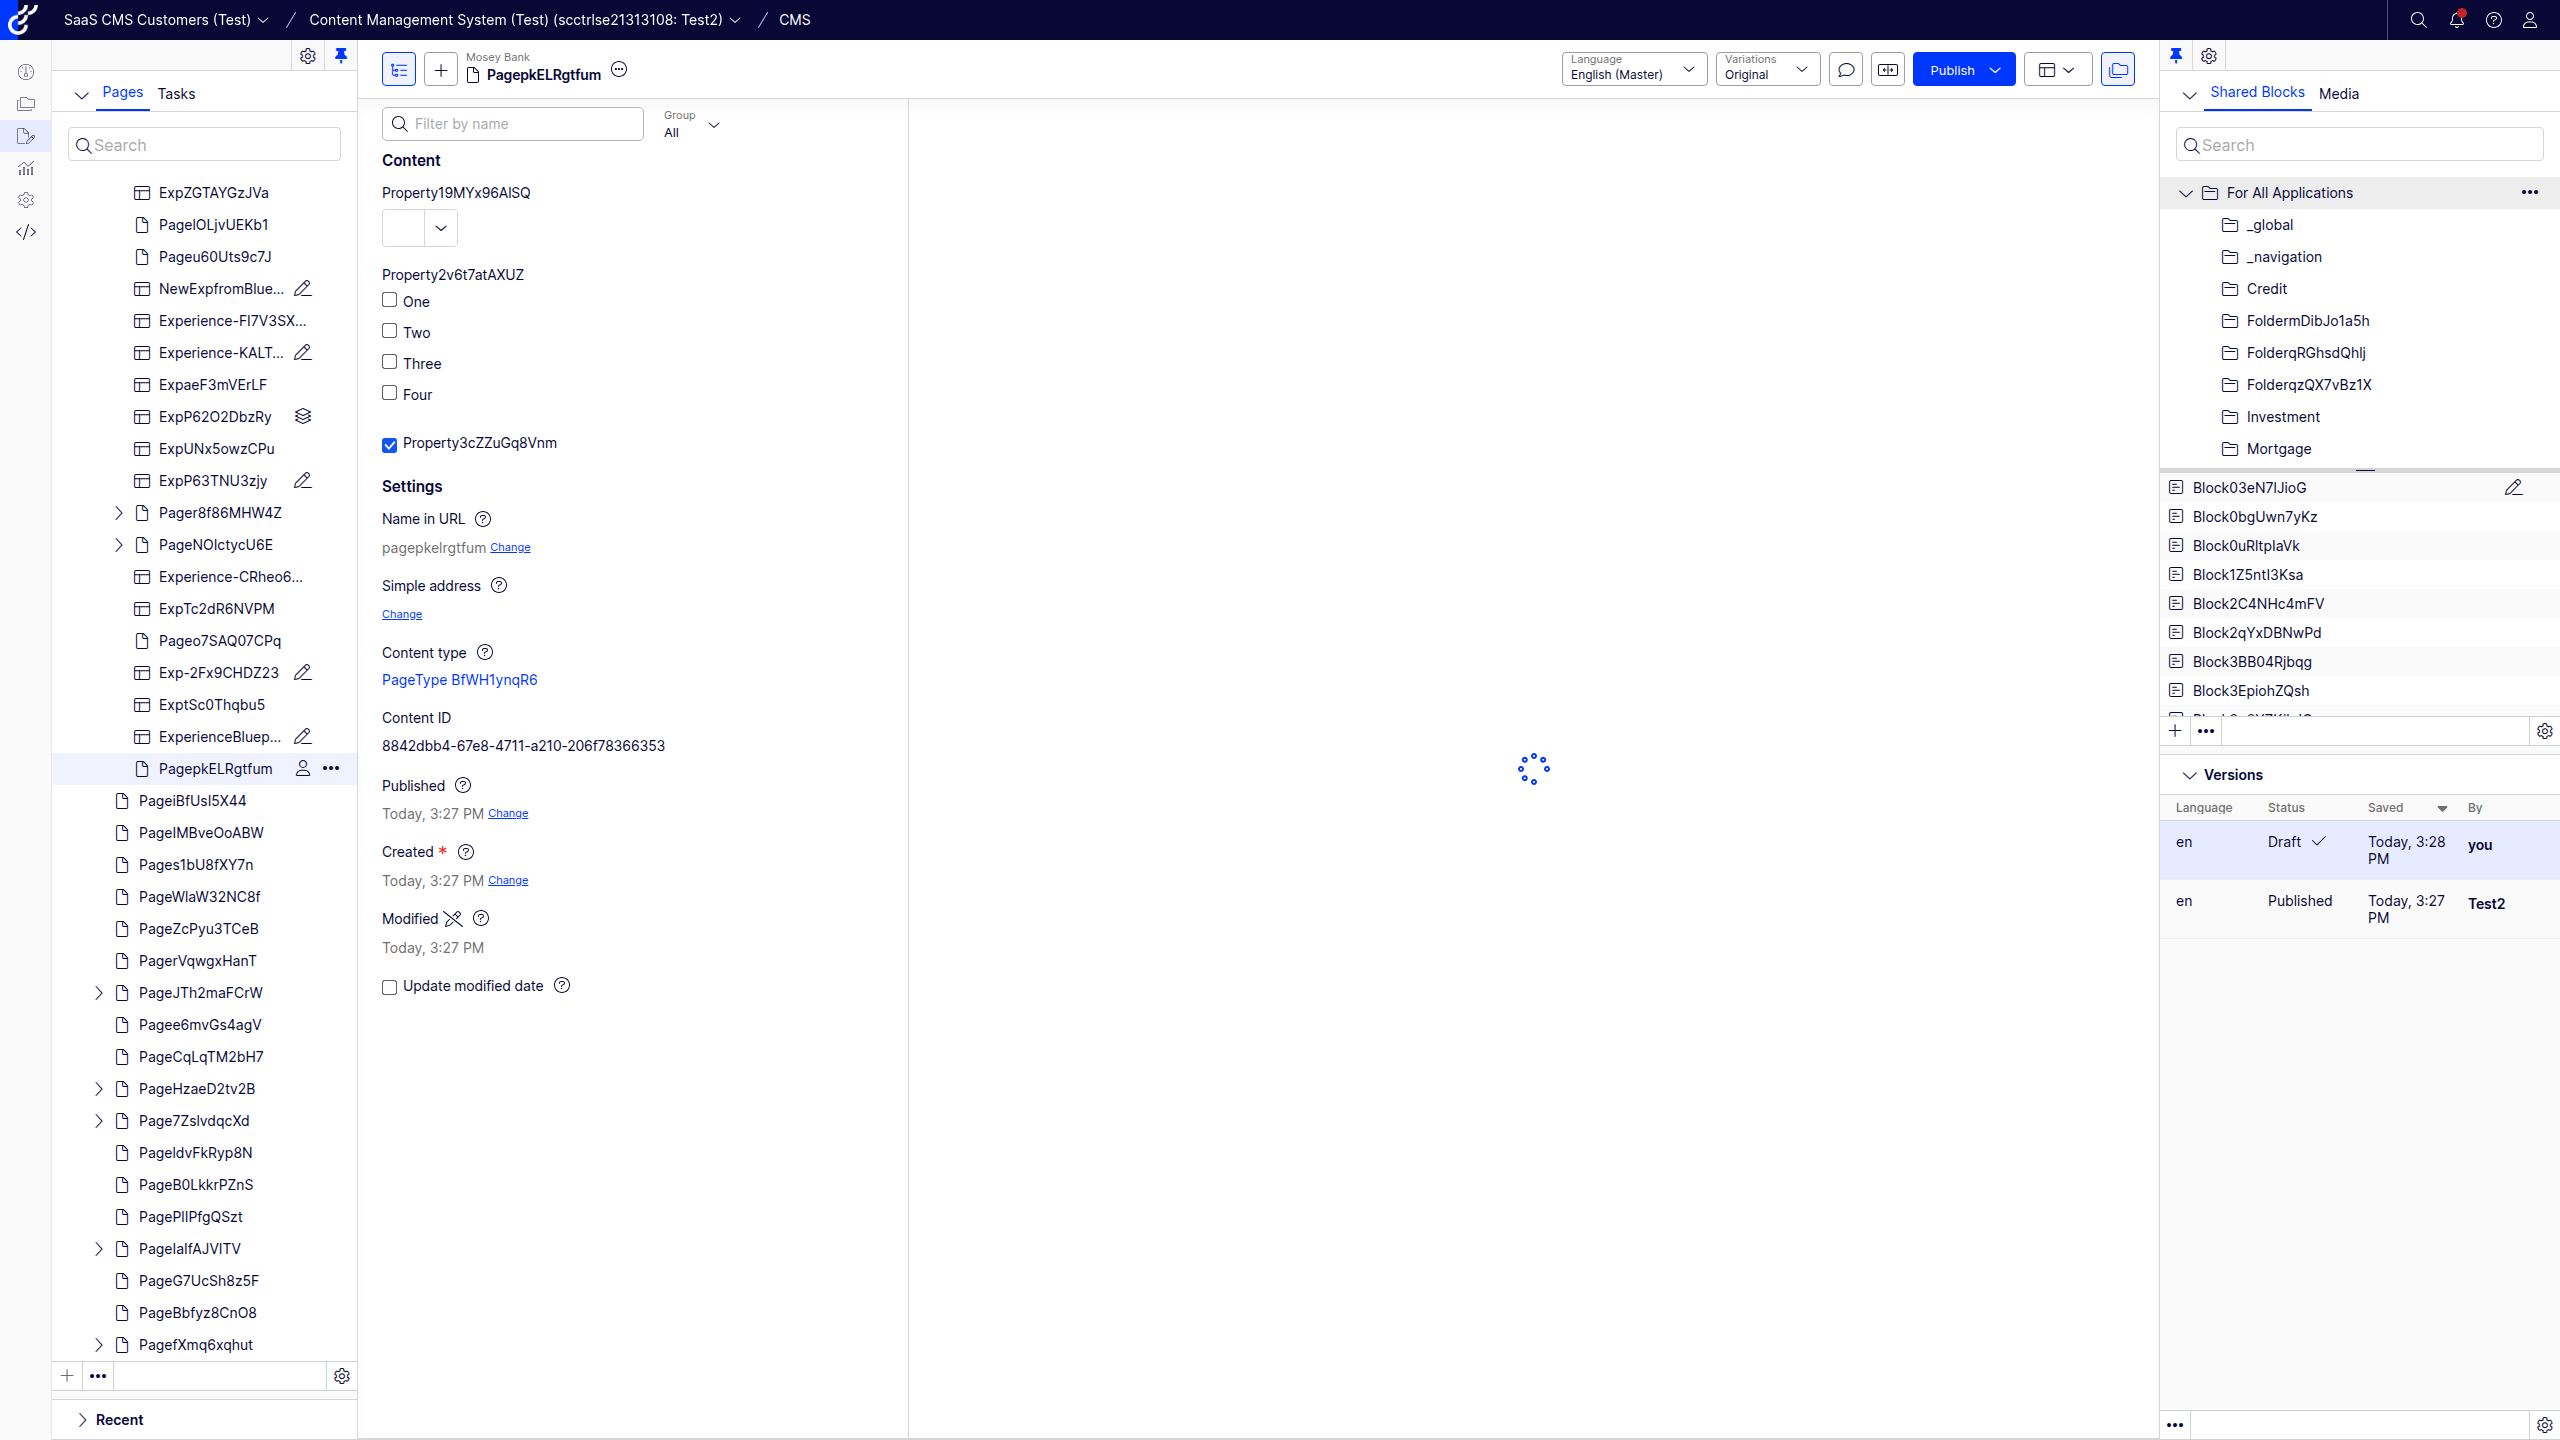 SaaS CMS Customers (Test)
Content Management System (Test) (scctrlse21313108: Test2)
CMS
Pages
Tasks
Search
ExpZGTAYGzJVa
PagelOLjvUEKb1
Pageu60Uts9c7J
NewExpfromBlue...
Experience-FI7V3SX...
Experience-KALT...
ExpaeF3mVErLF
ExpP62O2DbzRy
ExpUNx5owzCPu
ExpP63TNU3zjy
Pager8f86MHW4Z
PageNOlctycU6E
Experience-CRheo6...
ExpTc2dR6NVPM
Pageo7SAQ07CPq
Exp-2Fx9CHDZ23
ExptSc0Thqbu5
ExperienceBluep...
PagepkELRgtfum
PageiBfUsI5X44
PageIMBveOoABW
Pages1bU8fXY7n
PageWlaW32NC8f
PageZcPyu3TCeB
PagerVqwgxHanT
PageJTh2maFCrW
Pagee6mvGs4agV
PageCqLqTM2bH7
PageHzaeD2tv2B
Page7ZslvdqcXd
PageldvFkRyp8N
PageB0LkkrPZnS
PagePIIPfgQSzt
PagelaIfAJVITV
PageG7UcSh8z5F
PageBbfyz8CnO8
PagefXmq6xqhut
Recent
Mosey Bank
PagepkELRgtfum
Language
English (Master)
Variations
Original
Publish
Filter by name
Group
All
Content
Property19MYx96AISQ
Property2v6t7atAXUZ
One
Two
Three
Four
Property3cZZuGq8Vnm
Settings
Name in URL
pagepkelrgtfum Change
Simple address
Change
Content type
PageType BfWH1ynqR6
Content ID
8842dbb4-67e8-4711-a210-206f78366353
Published
Today, 3:27 PM Change
Created *
Today, 3:27 PM Change
Modified
Today, 3:27 PM
Update modified date
Shared Blocks
Media
Search
For All Applications
_global
_navigation
Credit
FoldermDibJo1a5h
FolderqRGhsdQhlj
FolderqzQX7vBz1X
Investment
Mortgage
Block03eN7lJioG
Block0bgUwn7yKz
Block0uRltplaVk
Block1Z5ntI3Ksa
Block2C4NHc4mFV
Block2qYxDBNwPd
Block3BB04Rjbqg
Block3EpiohZQsh
Versions
Language Status Saved By
en Draft Today, 3:28 PM you
en Published Today, 3:27 PM Test2